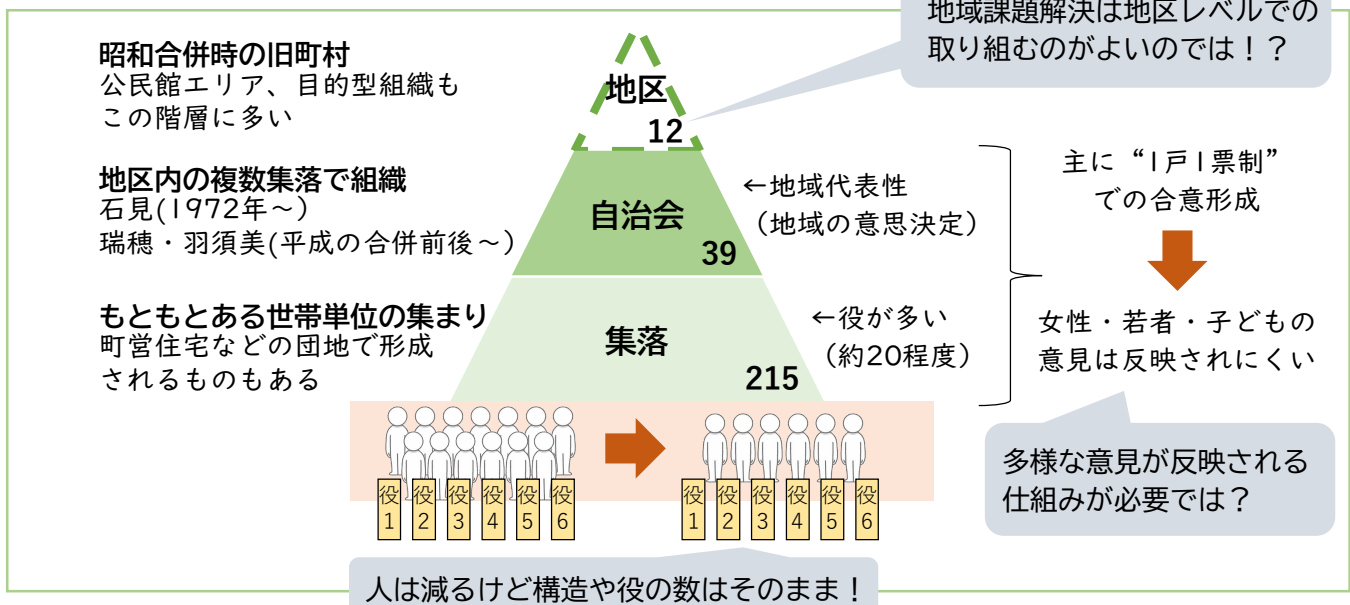 地域課題解決は地区レベルでの
取り組むのがよいのでは！？
昭和合併時の旧町村
公民館エリア、目的型組織も
この階層に多い
地区
12
地区内の複数集落で組織
石見(1972年～)
瑞穂・羽須美(平成の合併前後～)
自治会
39
←地域代表性
（地域の意思決定）
主に“1戸1票制”
での合意形成
もともとある世帯単位の集まり
町営住宅などの団地で形成
されるものもある
集落
215
←役が多い
（約20程度）
女性・若者・子どもの
意見は反映されにくい
多様な意見が反映される
仕組みが必要では？
役1 役2 役3 役4 役5 役6
役1 役2 役3 役4 役5 役6
人は減るけど構造や役の数はそのまま！